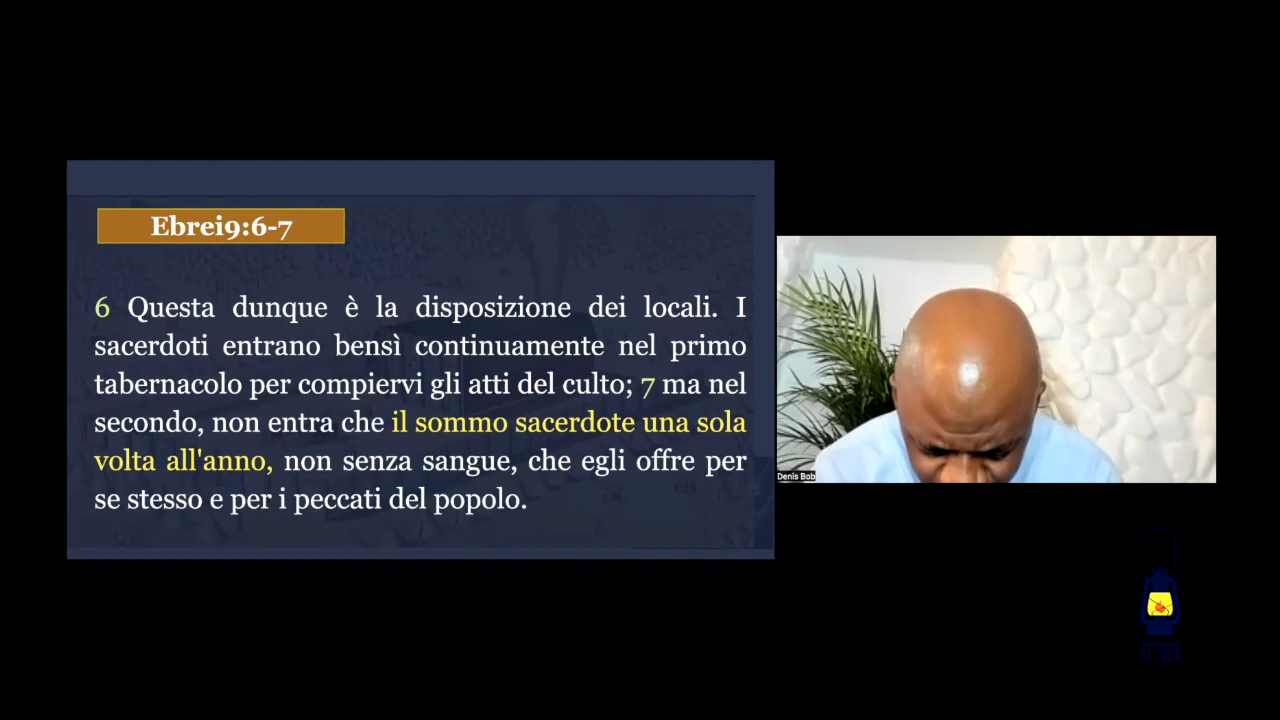 Ebrei9:6-7
6 Questa dunque è la disposizione dei locali. I
sacerdoti entrano bensì continuamente nel primo
tabernacolo per compiervi gli atti del culto; 7 ma nel
secondo, non entra che il sommo sacerdote una sola
volta all'anno, non senza sangue, che egli offre per
se stesso e per i peccati del popolo.
Denis Bob
DI LUCE